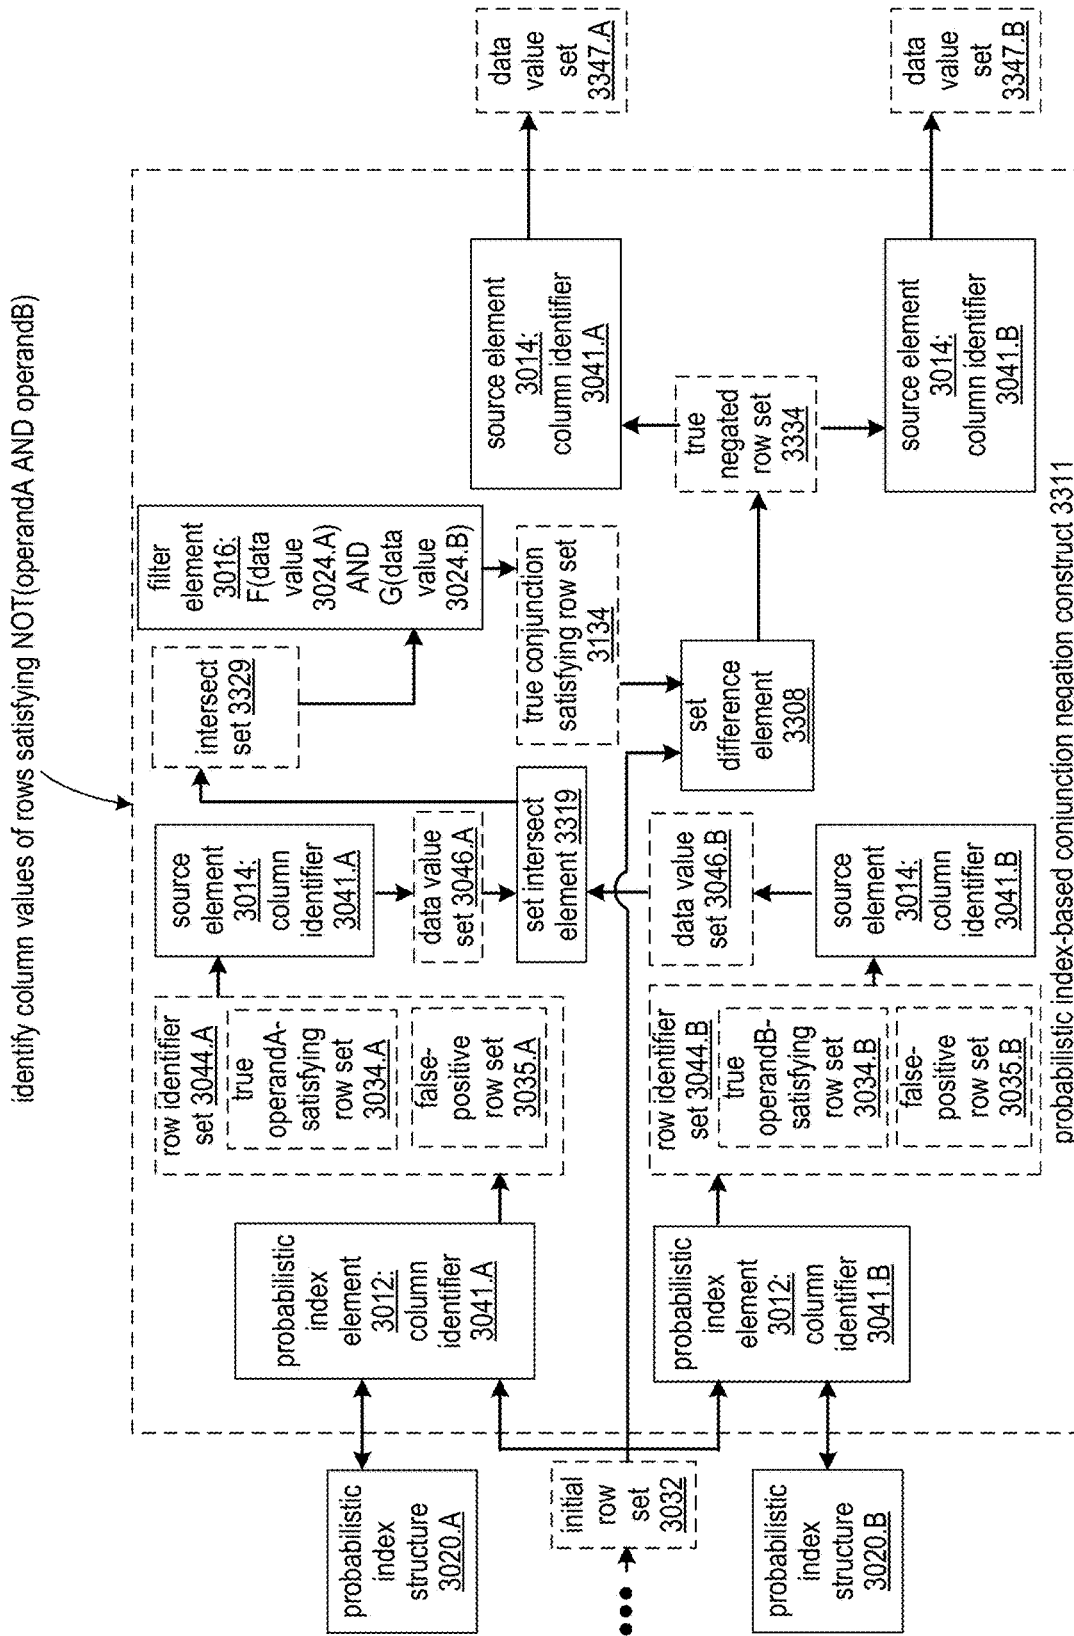 identify column values of rows satisfying NOT(operandA AND operandB)
probabilistic
index
structure
3020.A
probabilistic
index
element
3012:
column
identifier
3041.A
row identifier
set 3044.A
true
operandA-
satisfying
row set
3034.A
false-
positive
row set
3035.A
source
element
3014:
column
identifier
3041.A
data value
set 3046.A
intersect
set 3329
filter
element
3016:
F(data
value
3024.A)
AND
G(data
value
3024.B)
initial
row
set
3032
set intersect
element 3319
true conjunction
satisfying row set
3134
set
difference
element
3308
true
negated
row set
3334
source element
3014:
column identifier
3041.A
data
value
set
3347.A
probabilistic
index
structure
3020.B
probabilistic
index
element
3012:
column
identifier
3041.B
row identifier
set 3044.B
true
operandB-
satisfying
row set
3034.B
false-
positive
row set
3035.B
data value
set 3046.B
source
element
3014:
column
identifier
3041.B
source element
3014:
column identifier
3041.B
data
value
set
3347.B
probabilistic index-based conjunction negation construct 3311